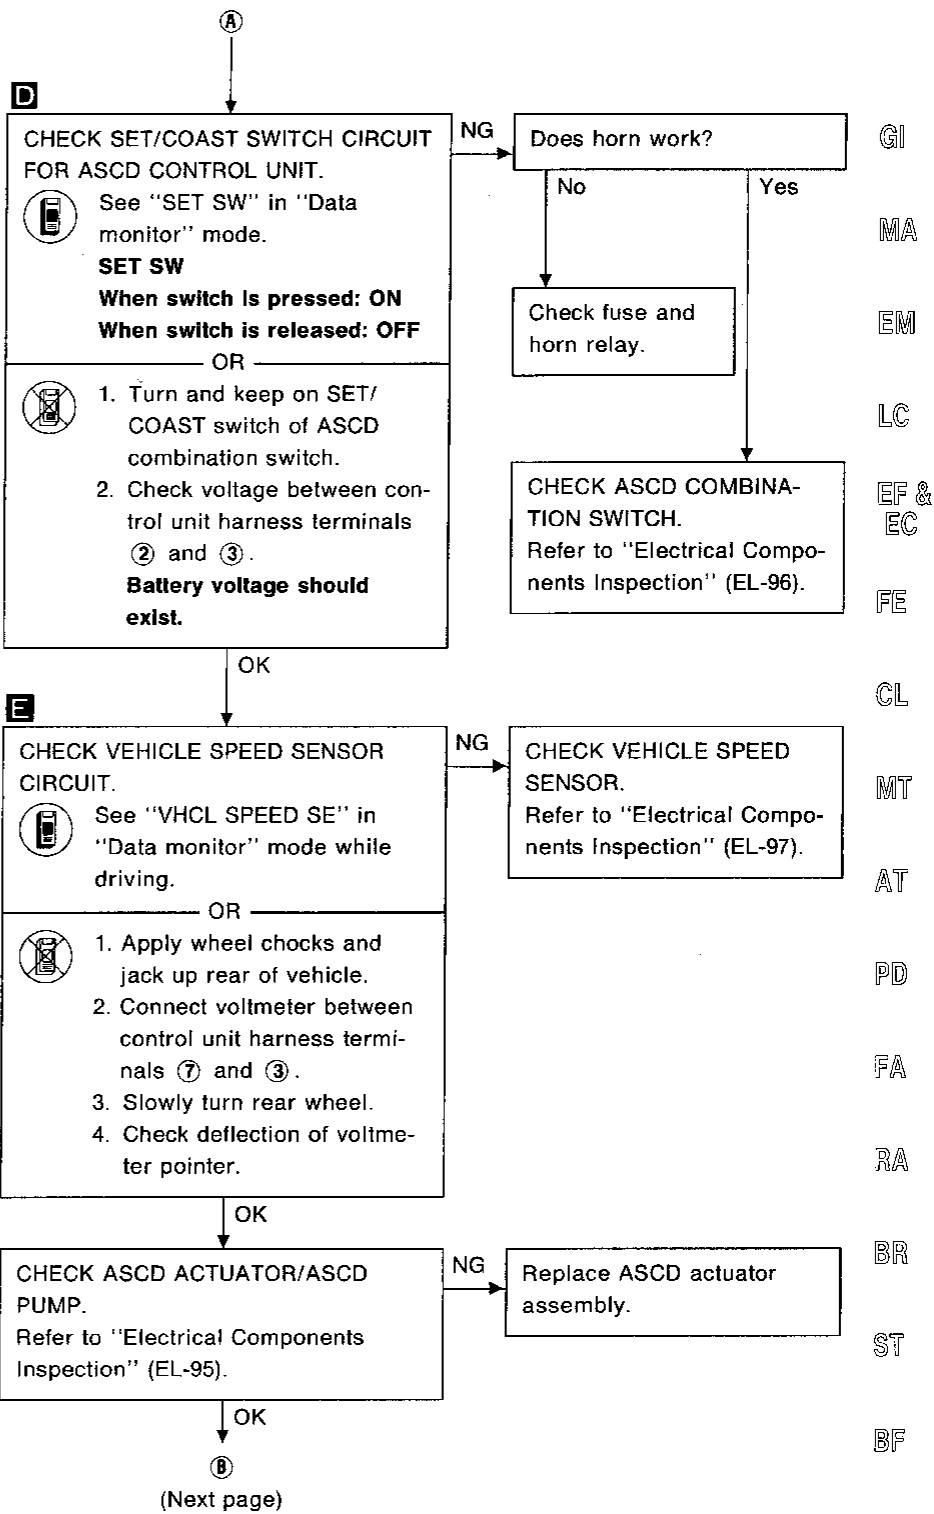 A
D
CHECK SET/COAST SWITCH CIRCUIT
FOR ASCD CONTROL UNIT.
See "SET SW" in "Data
monitor" mode.
SET SW
When switch is pressed: ON
When switch is released: OFF
OR
1. Turn and keep on SET/
COAST switch of ASCD
combination switch.
2. Check voltage between con-
trol unit harness terminals
② and ③.
Battery voltage should
exist.
NG
Does horn work?
No
Yes
Check fuse and
horn relay.
CHECK ASCD COMBINA-
TION SWITCH.
Refer to "Electrical Compo-
nents Inspection" (EL-96).
OK
E
CHECK VEHICLE SPEED SENSOR
CIRCUIT.
See "VHCL SPEED SE" in
"Data monitor" mode while
driving.
OR
1. Apply wheel chocks and
jack up rear of vehicle.
2. Connect voltmeter between
control unit harness termi-
nals ⑦ and ③.
3. Slowly turn rear wheel.
4. Check deflection of voltme-
ter pointer.
NG
CHECK VEHICLE SPEED
SENSOR.
Refer to "Electrical Compo-
nents Inspection" (EL-97).
OK
CHECK ASCD ACTUATOR/ASCD
PUMP.
Refer to "Electrical Components
Inspection" (EL-95).
NG
Replace ASCD actuator
assembly.
OK
B
(Next page)
GI
MA
EM
LC
EF &
EC
FE
CL
MT
AT
PD
FA
RA
BR
ST
BF